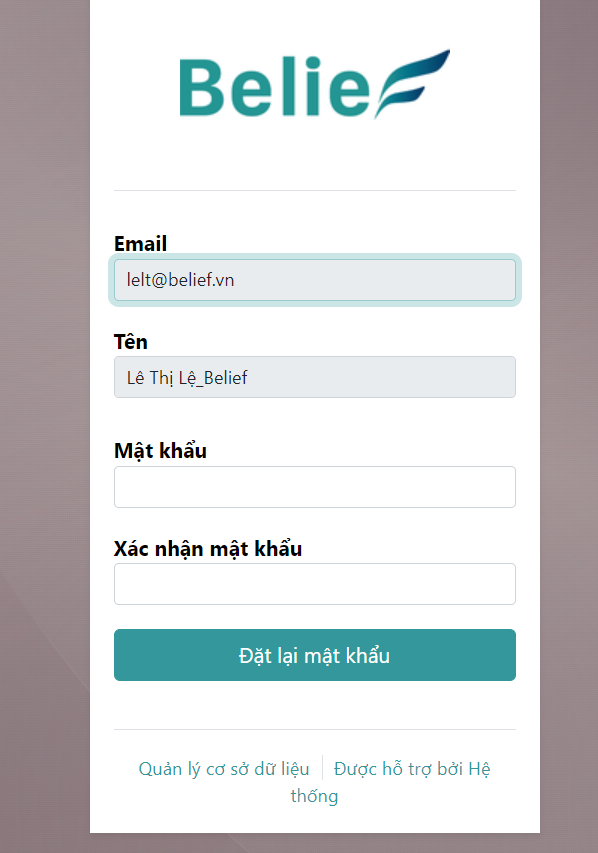 Belief
Email
lelt@belief.vn
Tên
Lê Thị Lệ_Belief
Mật khẩu
Xác nhận mật khẩu
Đặt lại mật khẩu
Quản lý cơ sở dữ liệu
Được hỗ trợ bởi Hệ
thống